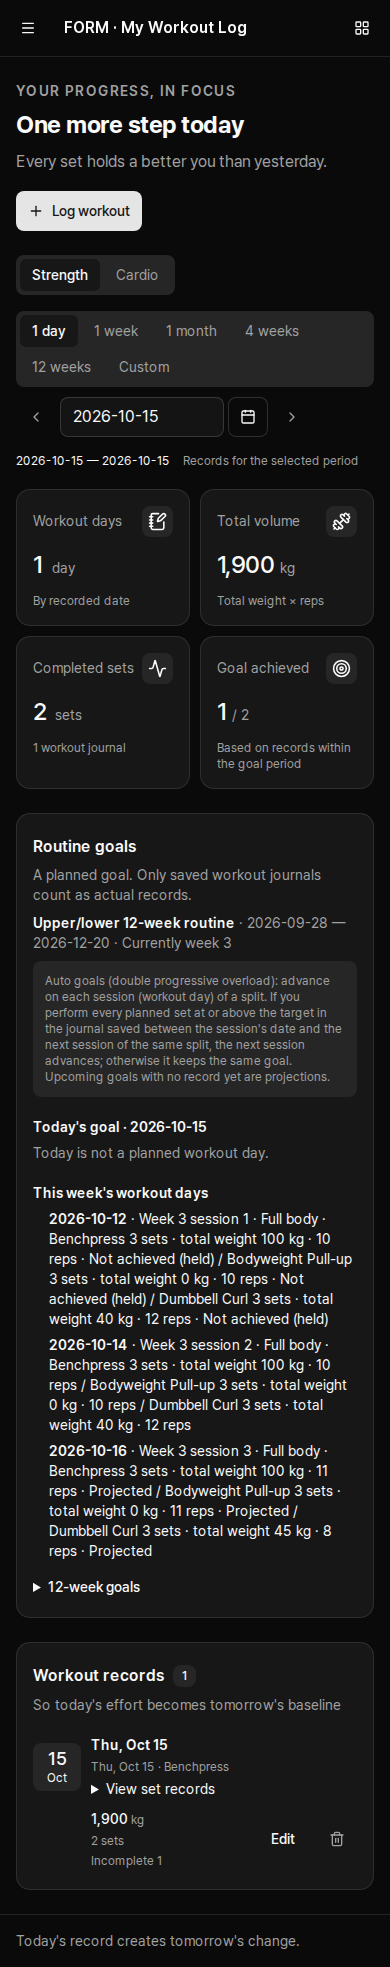 FORM · My Workout Log
YOUR PROGRESS, IN FOCUS
One more step today
Every set holds a better you than yesterday.
Log workout
Strength Cardio
1 day 1 week 1 month 4 weeks
12 weeks Custom
2026-10-15
2026-10-15 — 2026-10-15 Records for the selected period
Workout days
1 day
By recorded date
Total volume
1,900 kg
Total weight × reps
Completed sets
2 sets
1 workout journal
Goal achieved
1 / 2
Based on records within
the goal period
Routine goals
A planned goal. Only saved workout journals
count as actual records.
Upper/lower 12-week routine · 2026-09-28 —
2026-12-20 · Currently week 3
Auto goals (double progressive overload): advance
on each session (workout day) of a split. If you
perform every planned set at or above the target in
the journal saved between the session's date and the
next session of the same split, the next session
advances; otherwise it keeps the same goal.
Upcoming goals with no record yet are projections.
Today's goal · 2026-10-15
Today is not a planned workout day.
This week's workout days
2026-10-12 · Week 3 session 1 · Full body ·
Benchpress 3 sets · total weight 100 kg · 10
reps · Not achieved (held) / Bodyweight Pull-up
3 sets · total weight 0 kg · 10 reps · Not
achieved (held) / Dumbbell Curl 3 sets · total
weight 40 kg · 12 reps · Not achieved (held)
2026-10-14 · Week 3 session 2 · Full body ·
Benchpress 3 sets · total weight 100 kg · 10
reps / Bodyweight Pull-up 3 sets · total weight
0 kg · 10 reps / Dumbbell Curl 3 sets · total
weight 40 kg · 12 reps
2026-10-16 · Week 3 session 3 · Full body ·
Benchpress 3 sets · total weight 100 kg · 11
reps · Projected / Bodyweight Pull-up 3 sets ·
total weight 0 kg · 11 reps · Projected /
Dumbbell Curl 3 sets · total weight 45 kg · 8
reps · Projected
12-week goals
Workout records 1
So today's effort becomes tomorrow's baseline
15
Oct
Thu, Oct 15
Thu, Oct 15 · Benchpress
View set records
1,900 kg
2 sets
Incomplete 1
Edit
Today's record creates tomorrow's change.